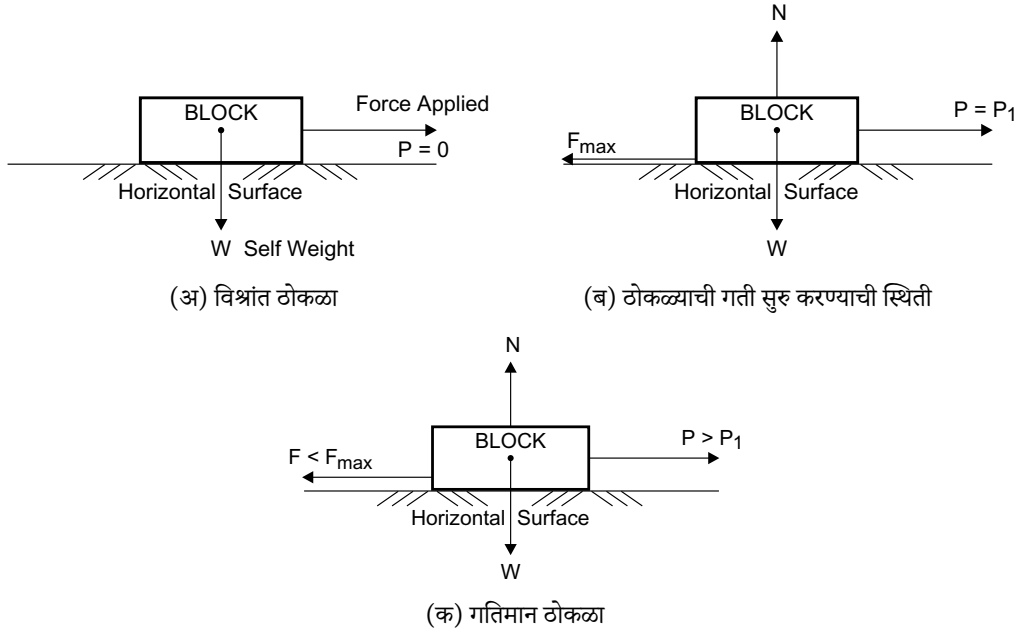 BLOCK
Force Applied
P = 0
Horizontal Surface
W Self Weight
(अ) विश्रांत ठोकळा
N
BLOCK
P = P1
Fmax
Horizontal Surface
W
(ब) ठोकळ्याची गती सुरु करण्याची स्थिती
N
BLOCK
P > P1
F < Fmax
Horizontal Surface
W
(क) गतिमान ठोकळा